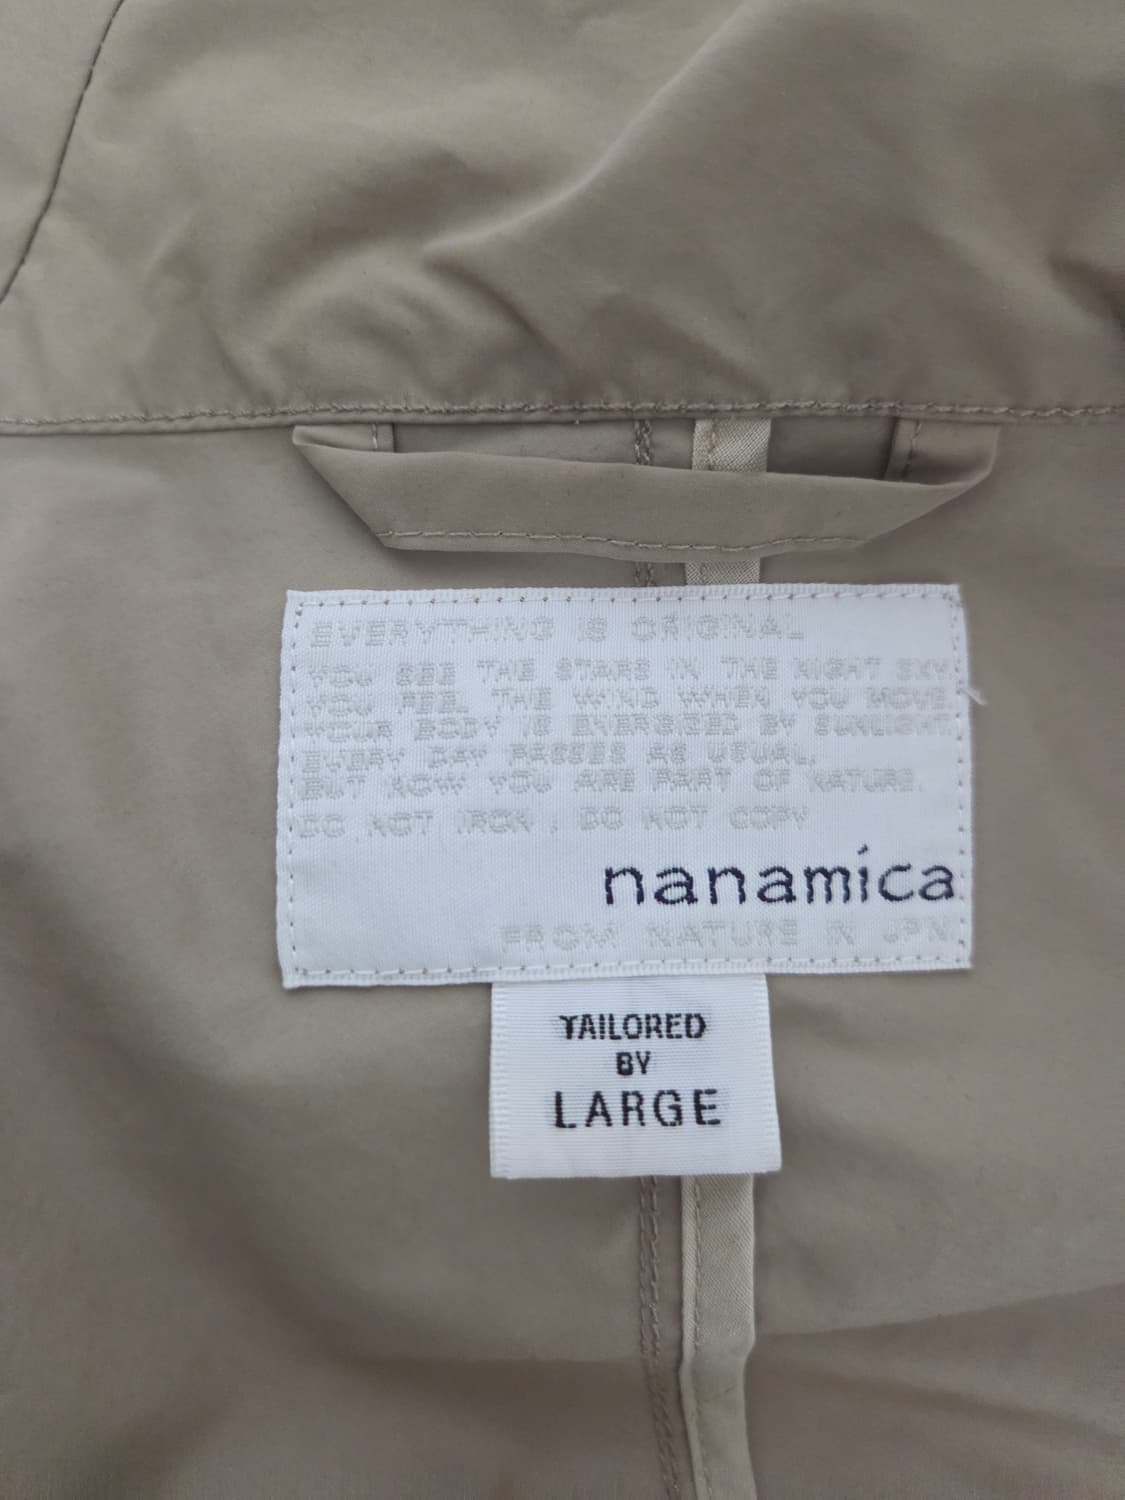 EVERYTHING IS ORIGINAL
YOU SEE THE STARS IN THE NIGHT SKY.
YOU FEEL THE WIND WHEN YOU MOVE.
YOUR BODY IS ENERGIZED BY SUNLIGHT.
EVERY DAY PASSES AS USUAL,
BUT NOW YOU ARE PART OF NATURE.
DO NOT IRON , DO NOT COPY
nanamíca
FROM NATURE IN JPN
TAILORED
BY
LARGE